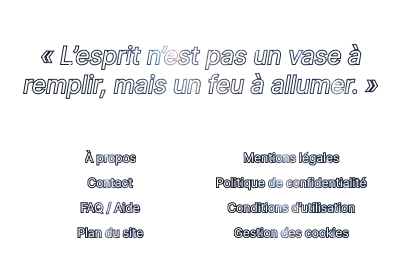 « L'esprit n'est pas un vase à
remplir, mais un feu à allumer. »
À propos
Contact
FAQ / Aide
Plan du site
Mentions légales
Politique de confidentialité
Conditions d'utilisation
Gestion des cookies